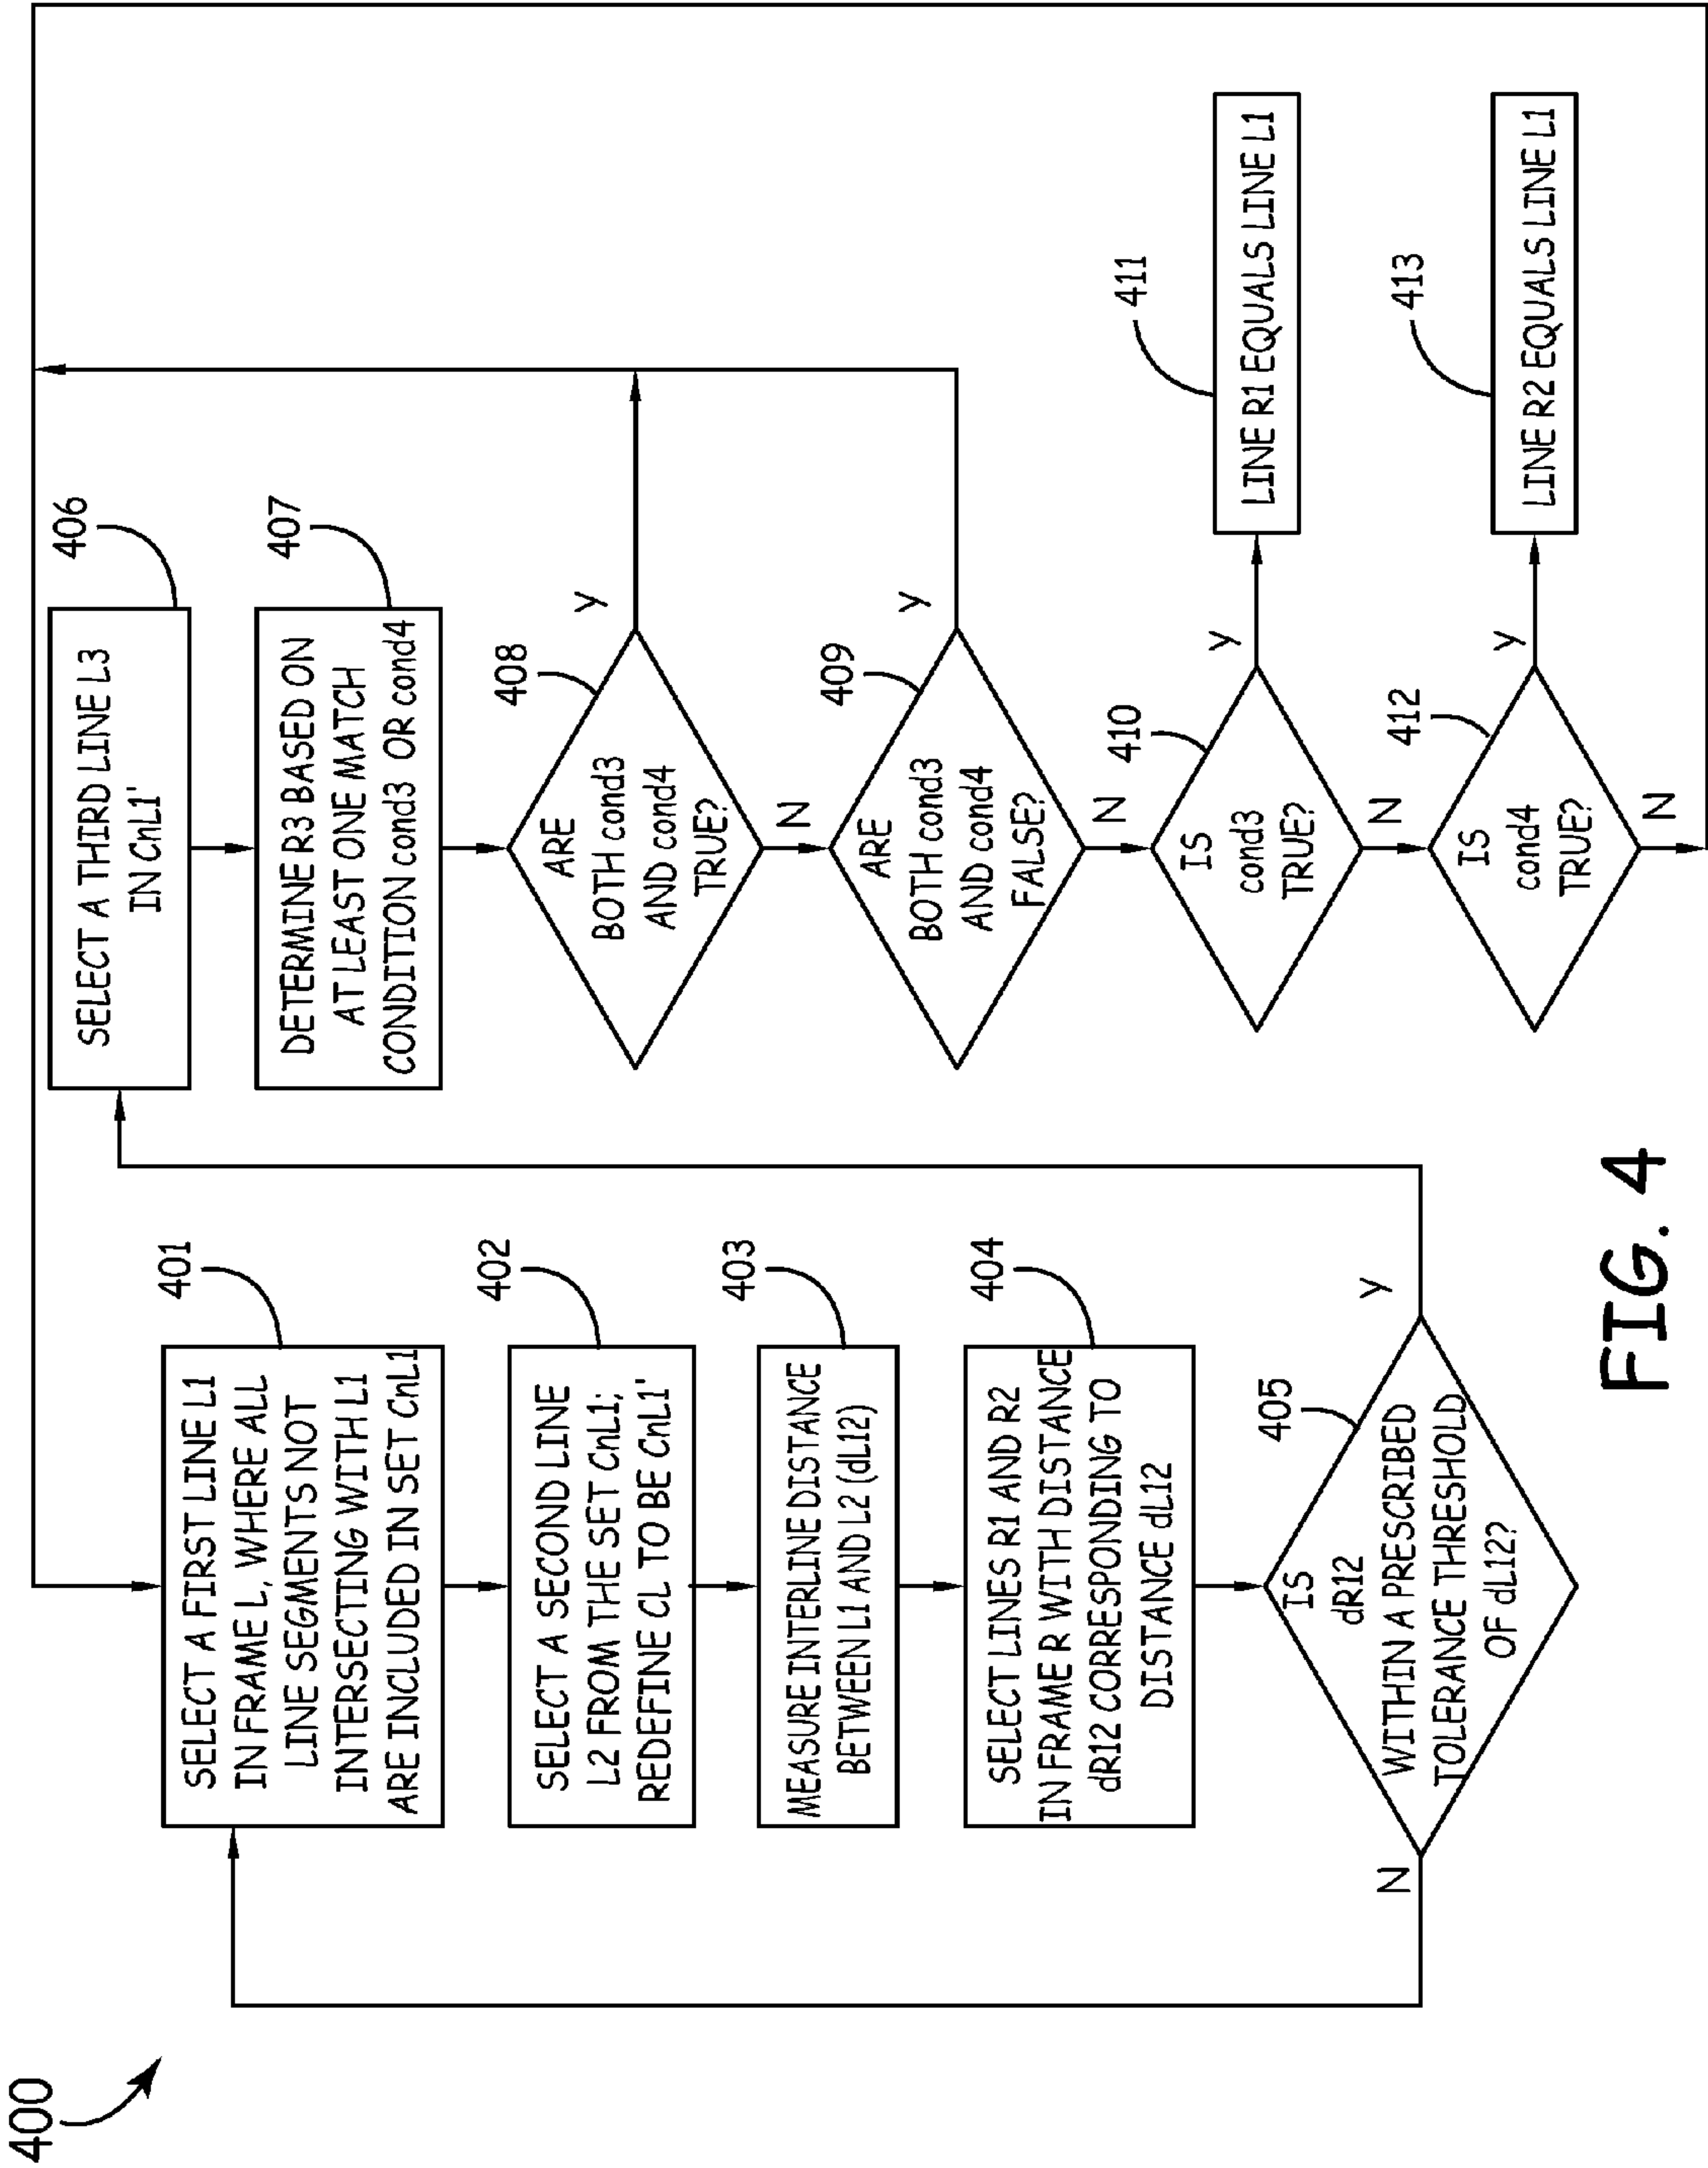 400
401
SELECT A FIRST LINE L1
IN FRAME L, WHERE ALL
LINE SEGMENTS NOT
INTERSECTING WITH L1
ARE INCLUDED IN SET CnL1
402
SELECT A SECOND LINE
L2 FROM THE SET CnL1;
REDEFINE CL TO BE CnL1'
403
MEASURE INTERLINE DISTANCE
BETWEEN L1 AND L2 (dL12)
404
SELECT LINES R1 AND R2
IN FRAME R WITH DISTANCE
dR12 CORRESPONDING TO
DISTANCE dL12
405
IS
dR12
WITHIN A PRESCRIBED
TOLERANCE THRESHOLD
OF dL12?
N
Y
406
SELECT A THIRD LINE L3
IN CnL1'
407
DETERMINE R3 BASED ON
AT LEAST ONE MATCH
CONDITION cond3 OR cond4
408
ARE
BOTH cond3
AND cond4
TRUE?
Y
N
409
ARE
BOTH cond3
AND cond4
FALSE?
Y
N
410
IS
cond3
TRUE?
Y
N
411
LINE R1 EQUALS LINE L1
412
IS
cond4
TRUE?
Y
N
413
LINE R2 EQUALS LINE L1
FIG. 4